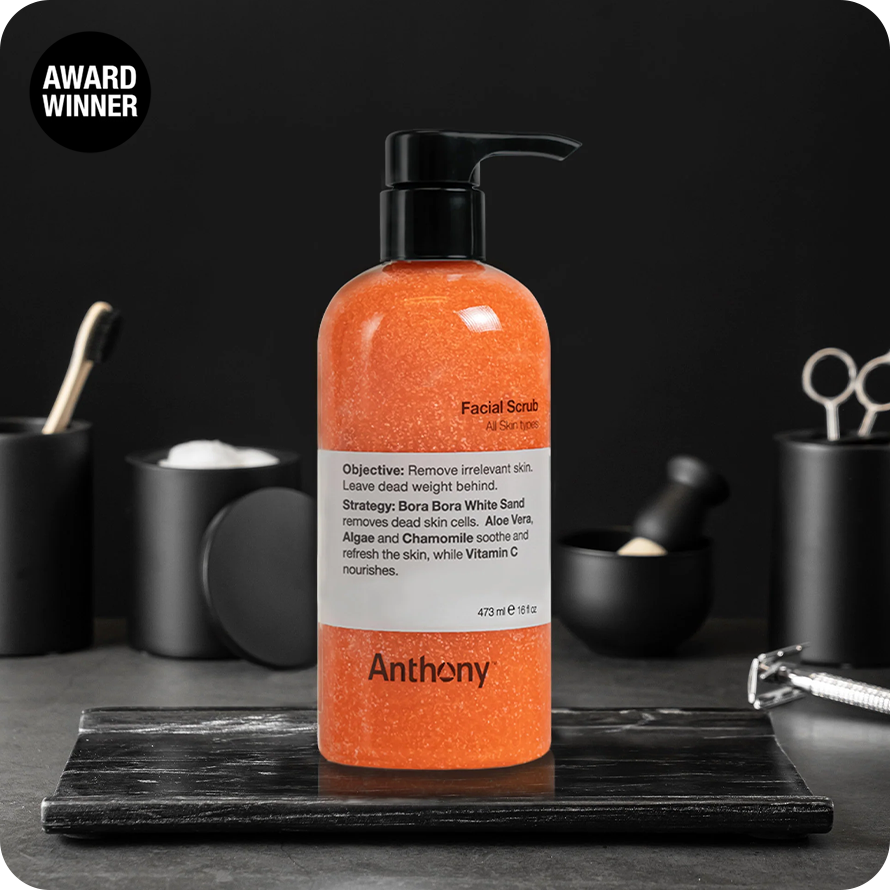 AWARD
WINNER
Facial Scrub
All Skin types
Objective: Remove irrelevant skin.
Leave dead weight behind.
Strategy: Bora Bora White Sand
removes dead skin cells. Aloe Vera,
Algae and Chamomile soothe and
refresh the skin, while Vitamin C
nourishes.
473 ml ℮ 16 fl oz
Anthony™